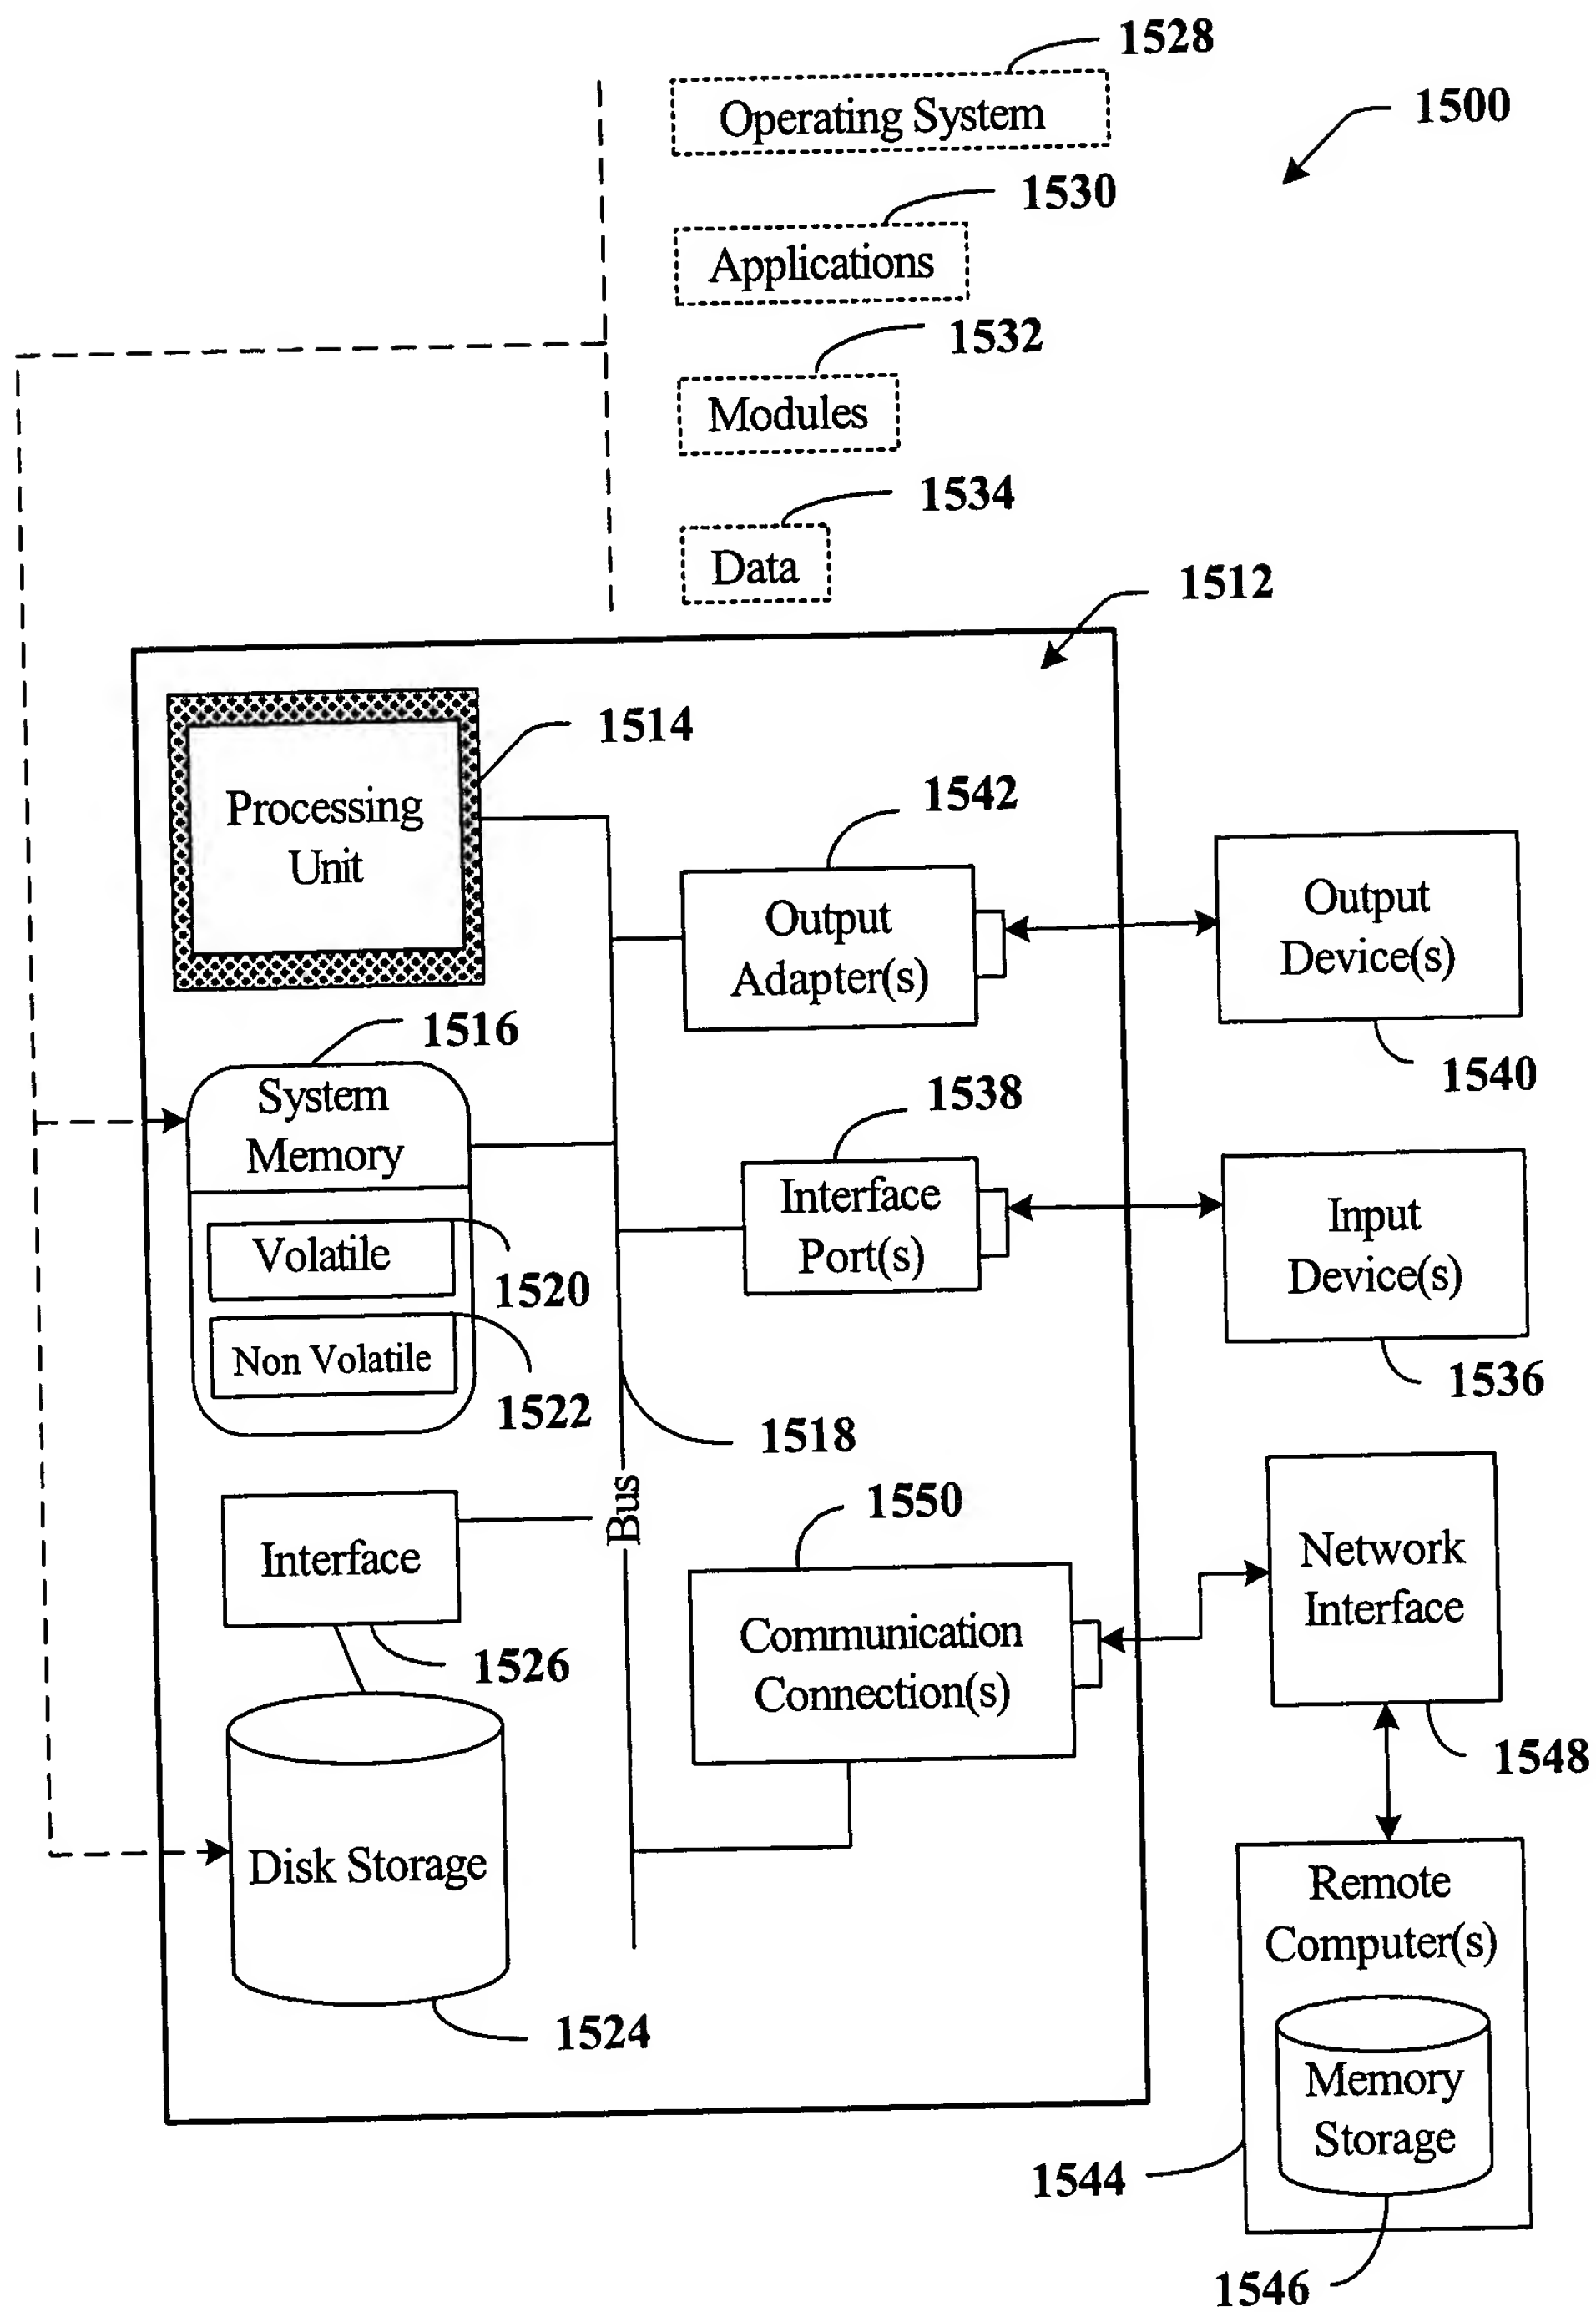 1528
Operating System
1500
1530
Applications
1532
Modules
1534
Data
1512
1514
Processing
Unit
1542
Output
Adapter(s)
Output
Device(s)
1540
1516
System
Memory
1538
Interface
Port(s)
Input
Device(s)
1536
Volatile
1520
Non Volatile
1522
1518
Bus
1550
Interface
1526
Communication
Connection(s)
Network
Interface
1548
Disk Storage
1524
Remote
Computer(s)
Memory
Storage
1544
1546